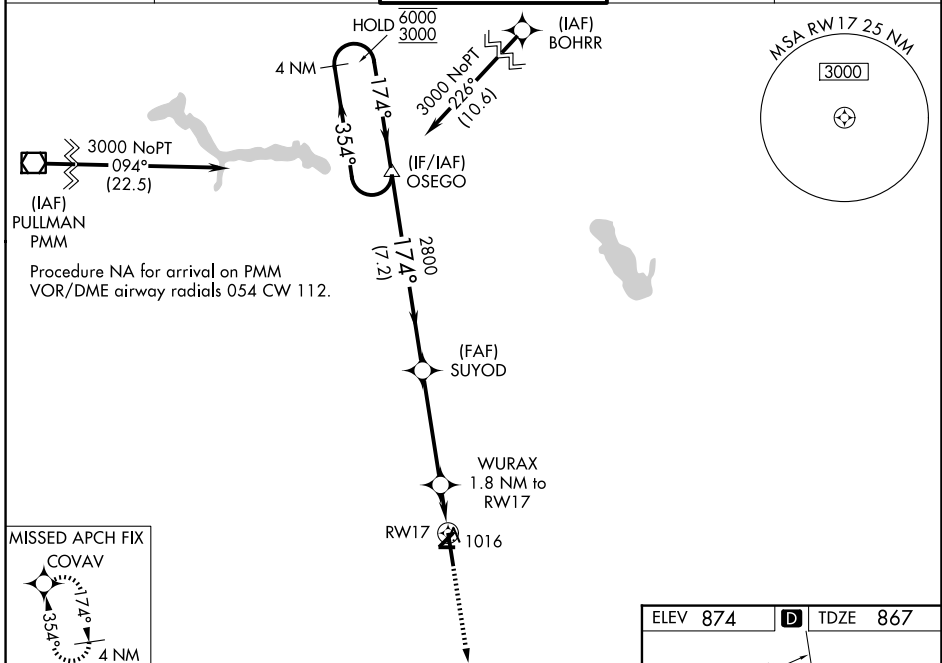 HOLD 6000
3000
4 NM
174°
354°
(IAF)
BOHRR
3000 NoPT
226°
(10.6)
MSA RW 17 25 NM
3000
3000 NoPT
094°
(22.5)
(IAF)
PULLMAN
PMM
(IF/IAF)
OSEGO
Procedure NA for arrival on PMM
VOR/DME airway radials 054 CW 112.
2800
174°
(7.2)
(FAF)
SUYOD
WURAX
1.8 NM to
RW17
RW17
1016
MISSED APCH FIX
COVAV
174°
354°
4 NM
ELEV 874 D TDZE 867